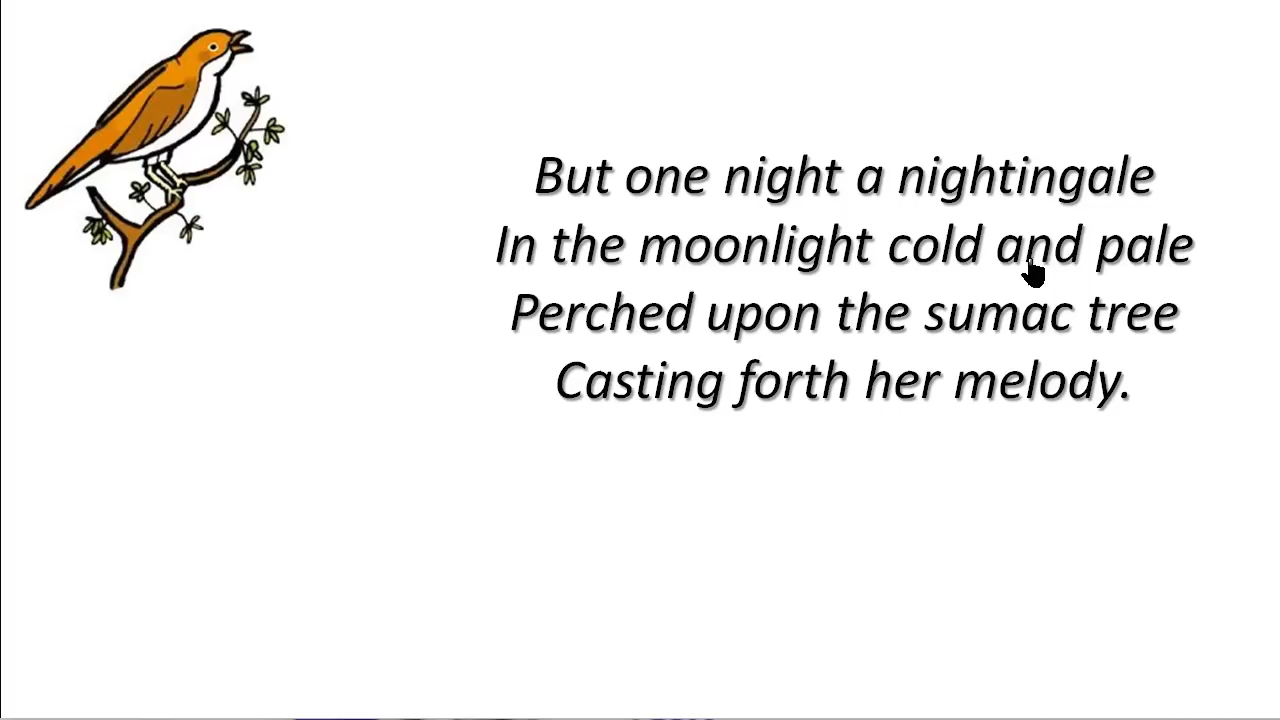 But one night a nightingale
In the moonlight cold and pale
Perched upon the sumac tree
Casting forth her melody.